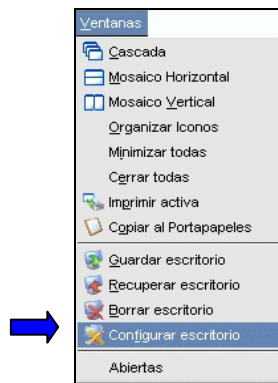 Ventanas
Cascada
Mosaico Horizontal
Mosaico Vertical
Organizar Iconos
Minimizar todas
Cerrar todas
Imprimir activa
Copiar al Portapapeles
Guardar escritorio
Recuperar escritorio
Borrar escritorio
Configurar escritorio
Abiertas